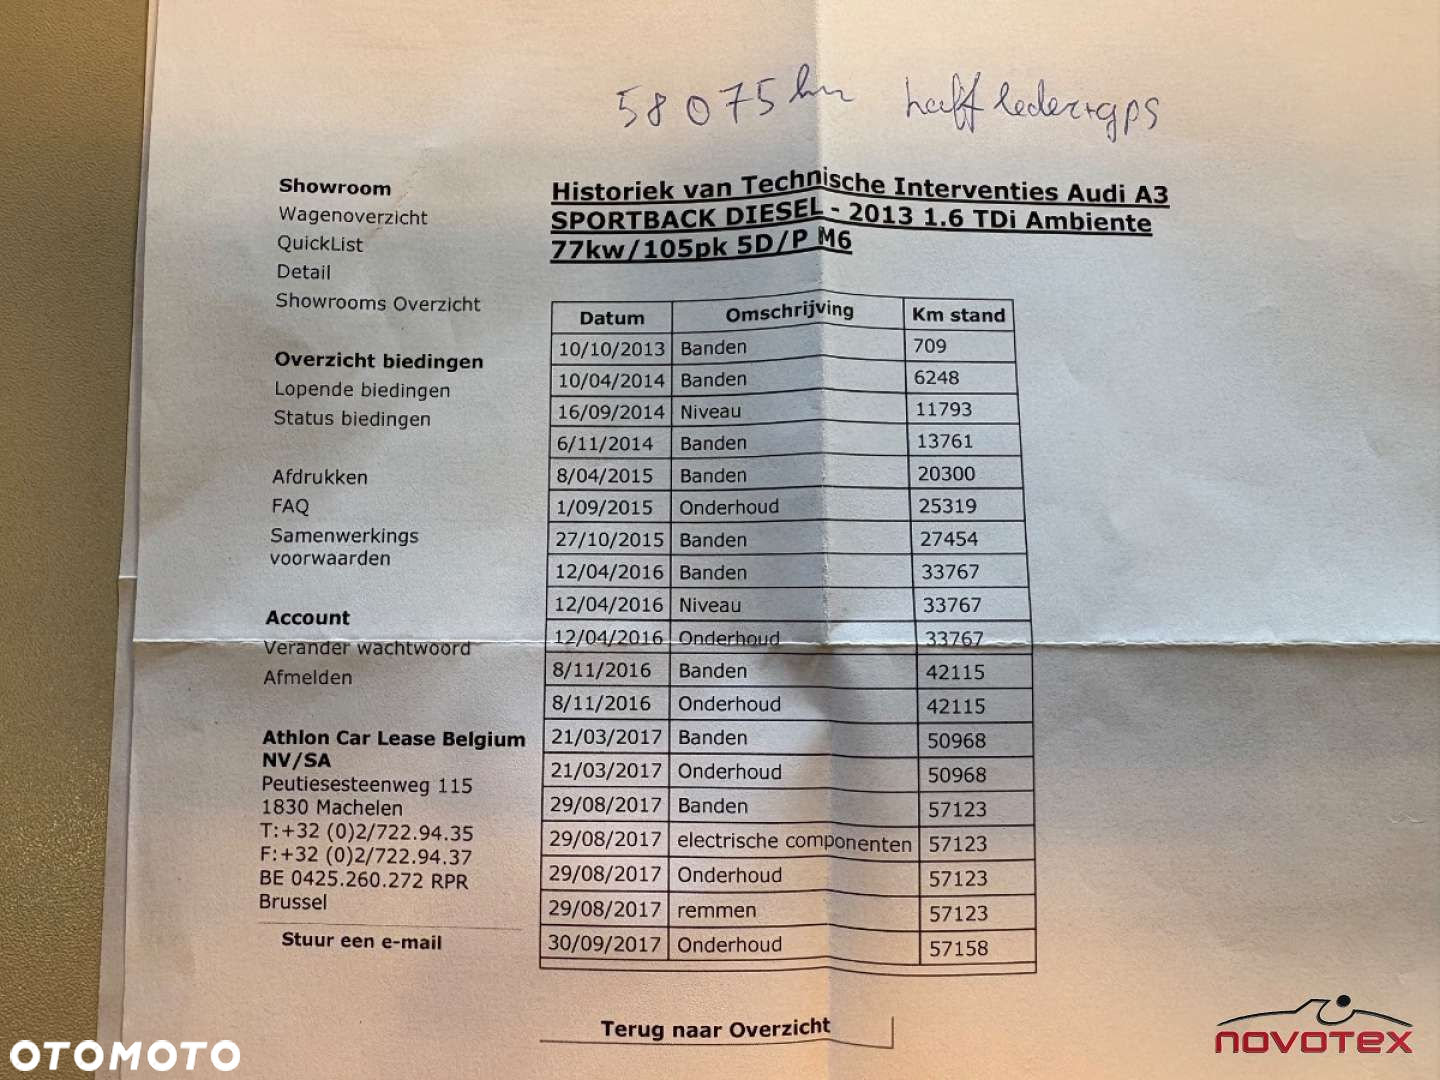 58075 km half leder+gps
Showroom
Wagenoverzicht
QuickList
Detail
Showrooms Overzicht
Overzicht biedingen
Lopende biedingen
Status biedingen
Afdrukken
FAQ
Samenwerkings
voorwaarden
Account
Verander wachtwoord
Afmelden
Athlon Car Lease Belgium
NV/SA
Peutiesesteenweg 115
1830 Machelen
T:+32 (0)2/722.94.35
F:+32 (0)2/722.94.37
BE 0425.260.272 RPR
Brussel
Stuur een e-mail
Historiek van Technische Interventies Audi A3
SPORTBACK DIESEL - 2013 1.6 TDi Ambiente
77kw/105pk 5D/P M6
Datum Omschrijving Km stand
10/10/2013 Banden 709
10/04/2014 Banden 6248
16/09/2014 Niveau 11793
6/11/2014 Banden 13761
8/04/2015 Banden 20300
1/09/2015 Onderhoud 25319
27/10/2015 Banden 27454
12/04/2016 Banden 33767
12/04/2016 Niveau 33767
12/04/2016 Onderhoud 33767
8/11/2016 Banden 42115
8/11/2016 Onderhoud 42115
21/03/2017 Banden 50968
21/03/2017 Onderhoud 50968
29/08/2017 Banden 57123
29/08/2017 electrische componenten 57123
29/08/2017 Onderhoud 57123
29/08/2017 remmen 57123
30/09/2017 Onderhoud 57158
Terug naar Overzicht
OTOMOTO
NOVOTEX